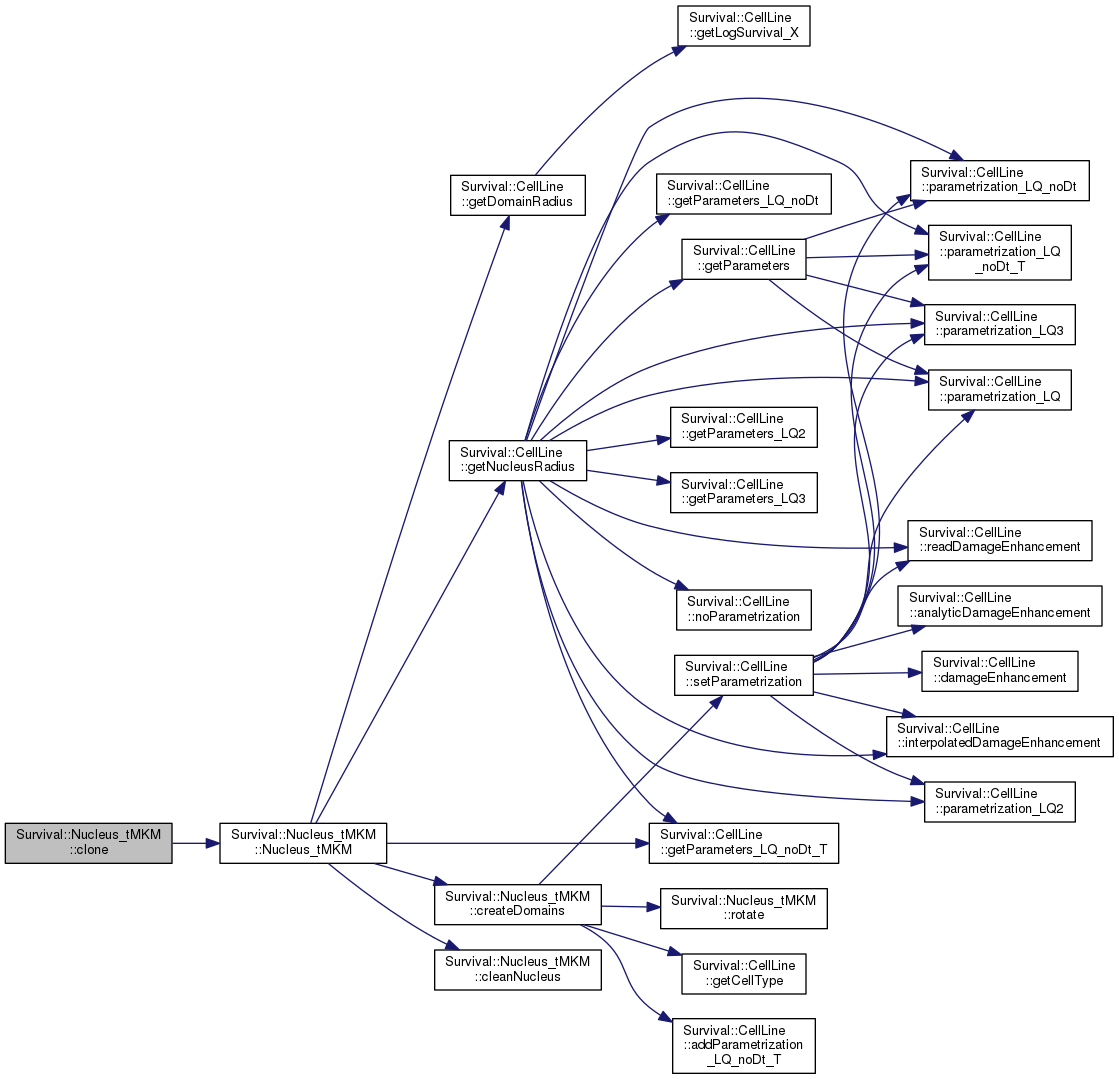 Survival::CellLine
::getLogSurvival_X
Survival::CellLine
::getDomainRadius
Survival::CellLine
::getParameters_LQ_noDt
Survival::CellLine
::parametrization_LQ_noDt
Survival::CellLine
::getParameters
Survival::CellLine
::parametrization_LQ
_noDt_T
Survival::CellLine
::parametrization_LQ3
Survival::CellLine
::parametrization_LQ
Survival::CellLine
::getParameters_LQ2
Survival::CellLine
::getNucleusRadius
Survival::CellLine
::getParameters_LQ3
Survival::CellLine
::readDamageEnhancement
Survival::CellLine
::noParametrization
Survival::CellLine
::analyticDamageEnhancement
Survival::CellLine
::setParametrization
Survival::CellLine
::damageEnhancement
Survival::CellLine
::interpolatedDamageEnhancement
Survival::CellLine
::parametrization_LQ2
Survival::Nucleus_tMKM
::clone
Survival::Nucleus_tMKM
::Nucleus_tMKM
Survival::CellLine
::getParameters_LQ_noDt_T
Survival::Nucleus_tMKM
::createDomains
Survival::Nucleus_tMKM
::rotate
Survival::Nucleus_tMKM
::cleanNucleus
Survival::CellLine
::getCellType
Survival::CellLine
::addParametrization
_LQ_noDt_T